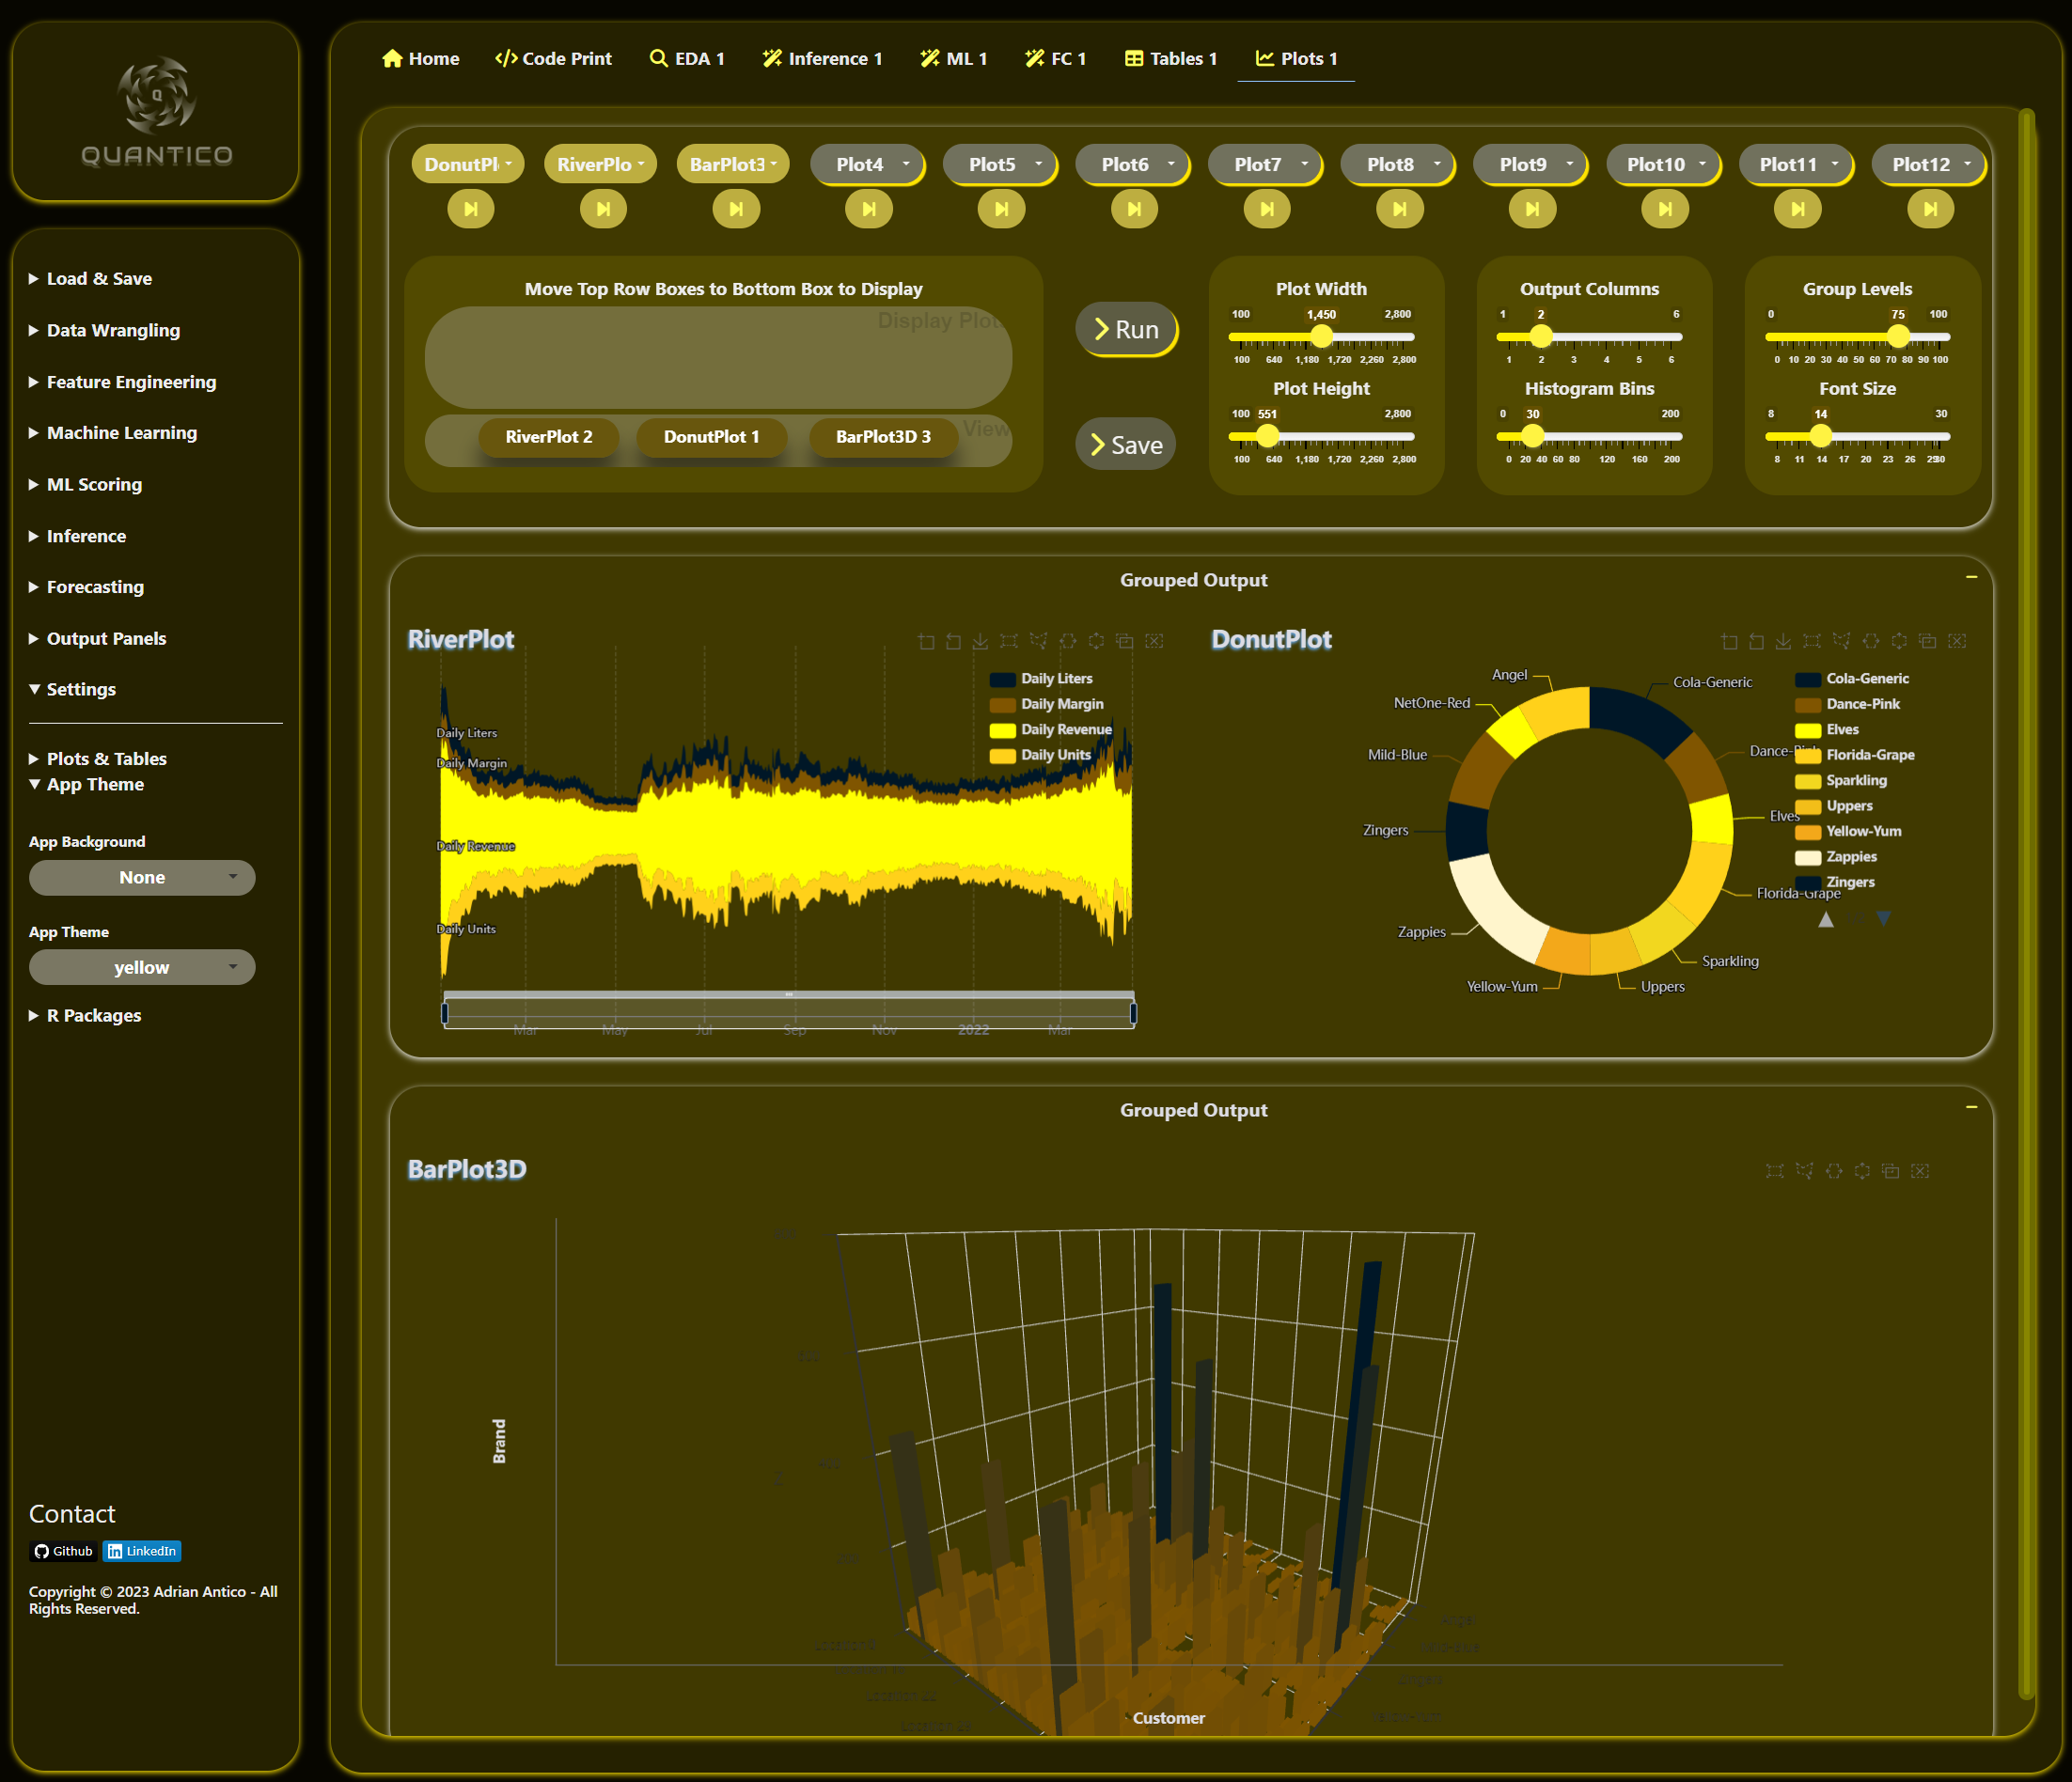 Q
QUANTICO
Load & Save
Data Wrangling
Feature Engineering
Machine Learning
ML Scoring
Inference
Forecasting
Output Panels
Settings
Plots & Tables
App Theme
App Background
None
App Theme
yellow
R Packages
Contact
Github LinkedIn
Copyright © 2023 Adrian Antico - All
Rights Reserved.
Home Code Print EDA 1 Inference 1 ML 1 FC 1 Tables 1 Plots 1
DonutPl RiverPlo BarPlot3 Plot4 Plot5 Plot6 Plot7 Plot8 Plot9 Plot10 Plot11 Plot12
Move Top Row Boxes to Bottom Box to Display
Display Plot
RiverPlot 2 DonutPlot 1 BarPlot3D 3 View
Run
Save
Plot Width
100 1,450 2,800
100 640 1,180 1,720 2,260 2,800
Plot Height
100 551 2,800
100 640 1,180 1,720 2,260 2,800
Output Columns
1 2 6
1 2 3 4 5 6
Histogram Bins
0 30 200
0 20 40 60 80 120 160 200
Group Levels
0 75 100
0 10 20 30 40 50 60 70 80 90 100
Font Size
8 14 30
8 11 14 17 20 23 26 29 30
Grouped Output
RiverPlot
Daily Liters
Daily Margin
Daily Revenue
Daily Units
Daily Liters
Daily Margin
Daily Revenue
Daily Units
Mar May Jul Sep Nov 2022 Mar
DonutPlot
Angel
NetOne-Red
Mild-Blue
Zingers
Zappies
Yellow-Yum
Uppers
Sparkling
Florida-Grape
Elves
Dance-Pink
Cola-Generic
Cola-Generic
Dance-Pink
Elves
Florida-Grape
Sparkling
Uppers
Yellow-Yum
Zappies
Zingers
Grouped Output
BarPlot3D
Brand
Customer